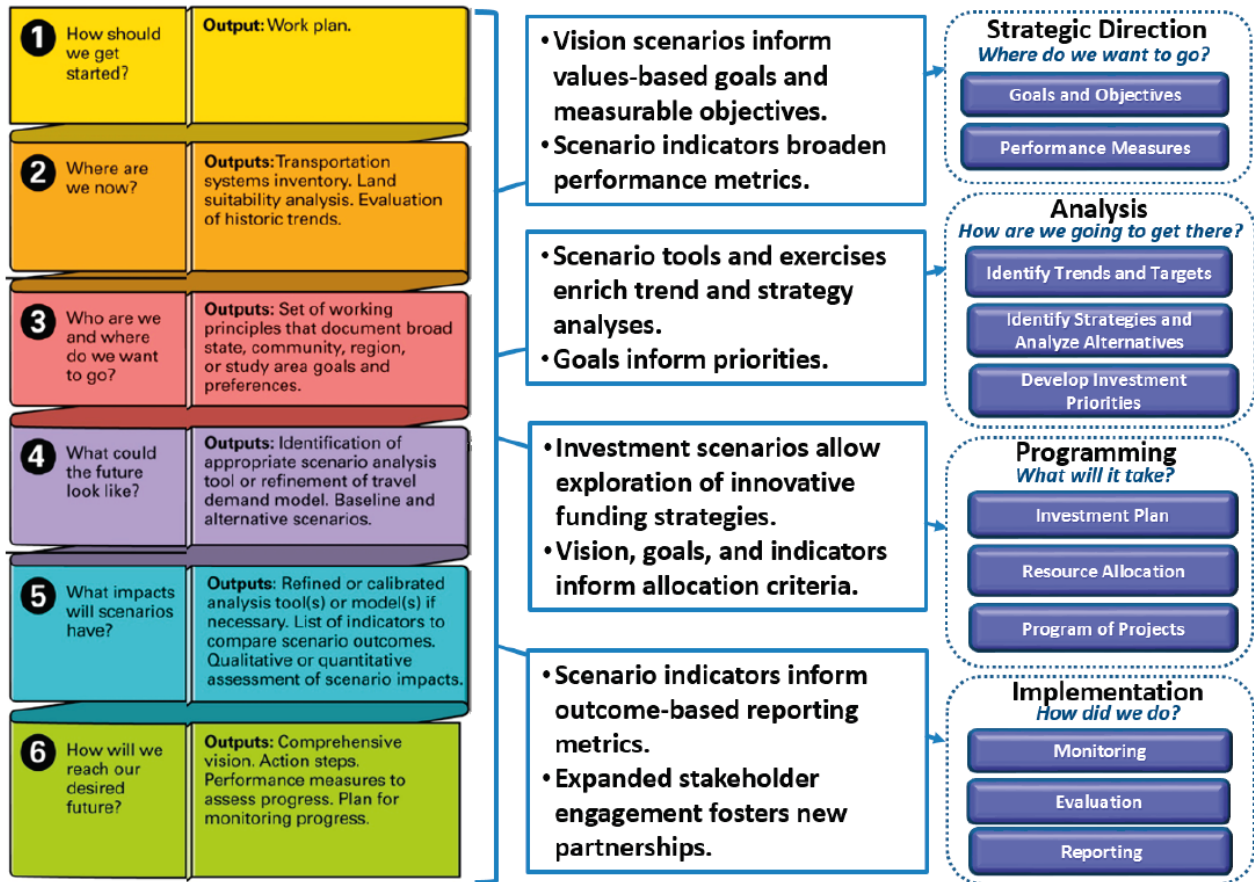 1
How should
we get
started?
Output: Work plan.
2
Where are
we now?
Outputs: Transportation
systems inventory. Land
suitability analysis. Evaluation
of historic trends.
3
Who are we
and where
do we want
to go?
Outputs: Set of working
principles that document broad
state, community, region,
or study area goals and
preferences.
4
What could
the future
look like?
Outputs: Identification of
appropriate scenario analysis
tool or refinement of travel
demand model. Baseline and
alternative scenarios.
5
What impacts
will scenarios
have?
Outputs: Refined or calibrated
analysis tool(s) or model(s) if
necessary. List of indicators to
compare scenario outcomes.
Qualitative or quantitative
assessment of scenario impacts.
6
How will we
reach our
desired
future?
Outputs: Comprehensive
vision. Action steps.
Performance measures to
assess progress. Plan for
monitoring progress.
• Vision scenarios inform
values-based goals and
measurable objectives.
• Scenario indicators broaden
performance metrics.
• Scenario tools and exercises
enrich trend and strategy
analyses.
• Goals inform priorities.
• Investment scenarios allow
exploration of innovative
funding strategies.
• Vision, goals, and indicators
inform allocation criteria.
• Scenario indicators inform
outcome-based reporting
metrics.
• Expanded stakeholder
engagement fosters new
partnerships.
Strategic Direction
Where do we want to go?
Goals and Objectives
Performance Measures
Analysis
How are we going to get there?
Identify Trends and Targets
Identify Strategies and
Analyze Alternatives
Develop Investment
Priorities
Programming
What will it take?
Investment Plan
Resource Allocation
Program of Projects
Implementation
How did we do?
Monitoring
Evaluation
Reporting